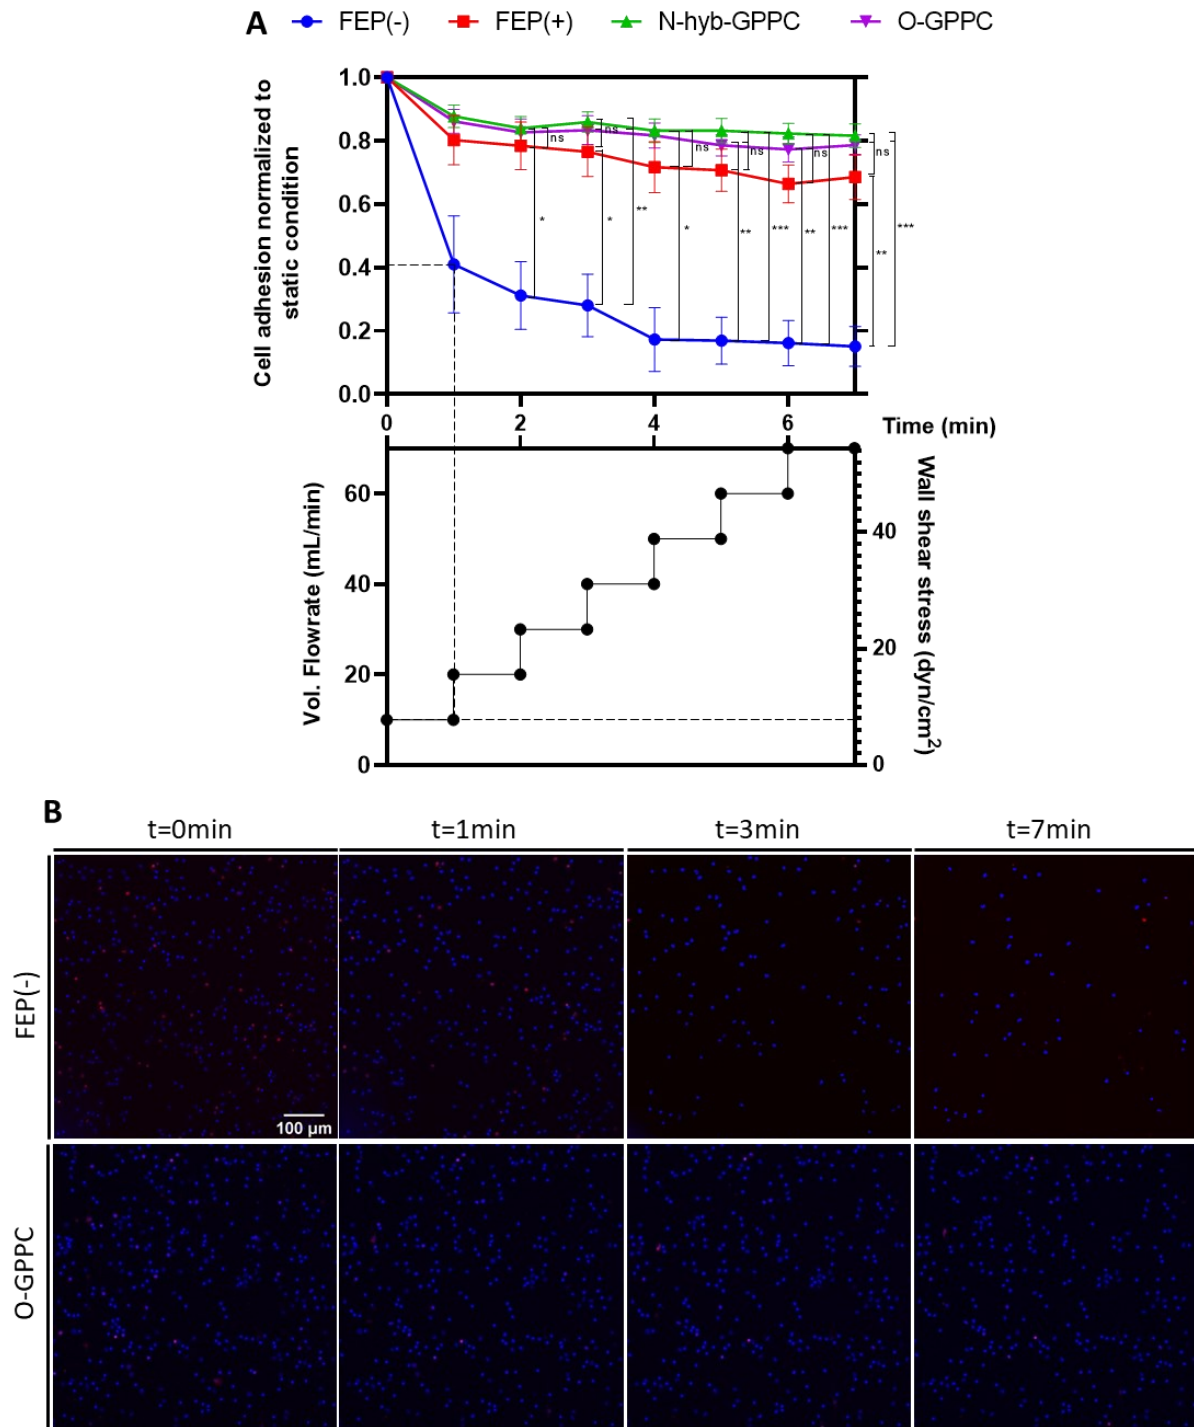 A FEP(-) FEP(+) N-hyb-GPPC O-GPPC
Cell adhesion normalized to
static condition
1.0
0.8
0.6
0.4
0.2
0.0
ns
ns
ns
ns
ns
ns
*
*
**
*
**
***
**
***
**
***
0 2 4 6 Time (min)
Vol. Flowrate (mL/min)
60
40
20
0
40
20
0
Wall shear stress (dyn/cm2)
B
t=0min t=1min t=3min t=7min
FEP(-)
100 µm
O-GPPC